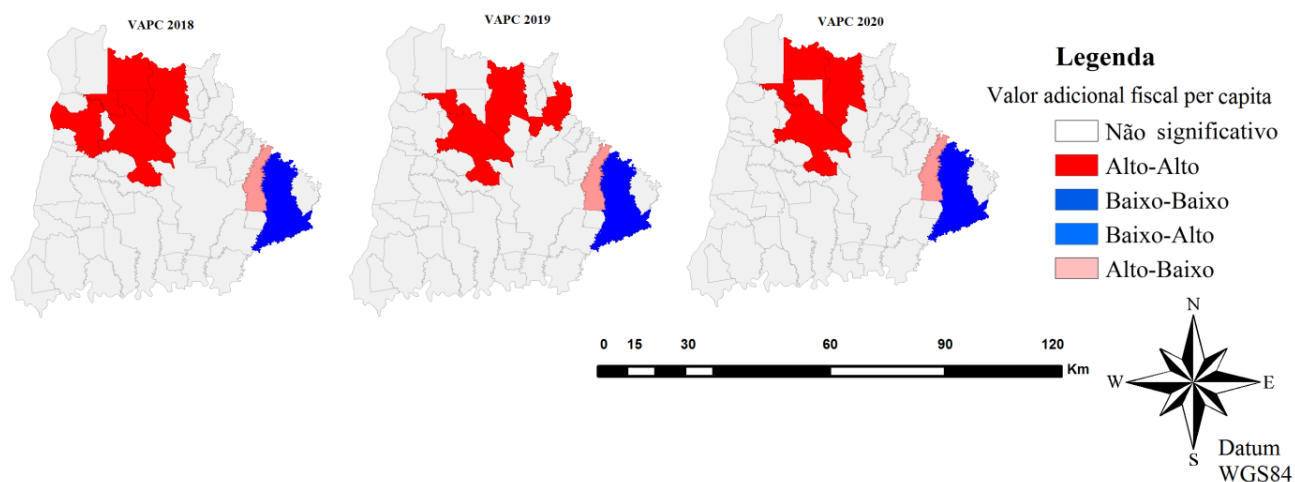 VAPC 2018
VAPC 2019
VAPC 2020
Legenda
Valor adicional fiscal per capita
Não significativo
Alto-Alto
Baixo-Baixo
Baixo-Alto
Alto-Baixo
0 15 30 60 90 120
Km
N
W E
S
Datum
WGS84